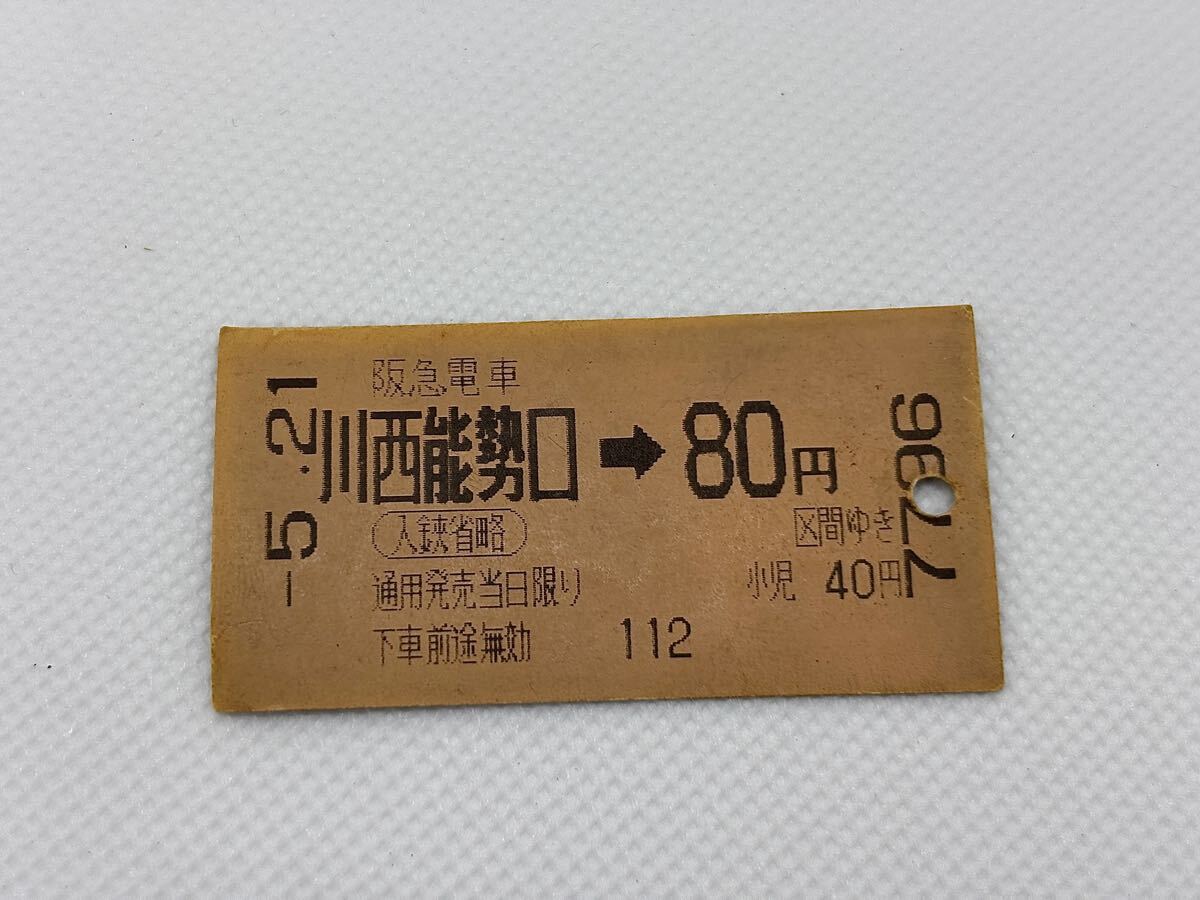 阪急電車
川西能勢口➡80円
入鋏省略
区間ゆき
通用発売当日限り
小児 40円
下車前途無効 112
-5.21
7796